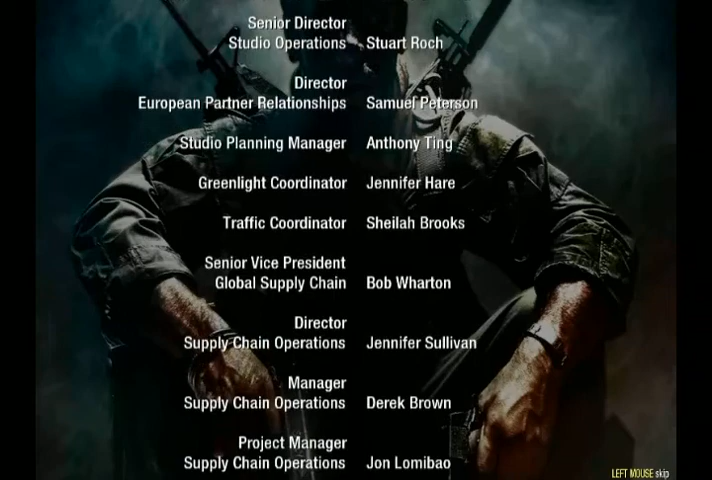 Senior Director
Studio Operations Stuart Roch
Director
European Partner Relationships Samuel Peterson
Studio Planning Manager Anthony Ting
Greenlight Coordinator Jennifer Hare
Traffic Coordinator Sheilah Brooks
Senior Vice President
Global Supply Chain Bob Wharton
Director
Supply Chain Operations Jennifer Sullivan
Manager
Supply Chain Operations Derek Brown
Project Manager
Supply Chain Operations Jon Lomibao
LEFT MOUSE skip